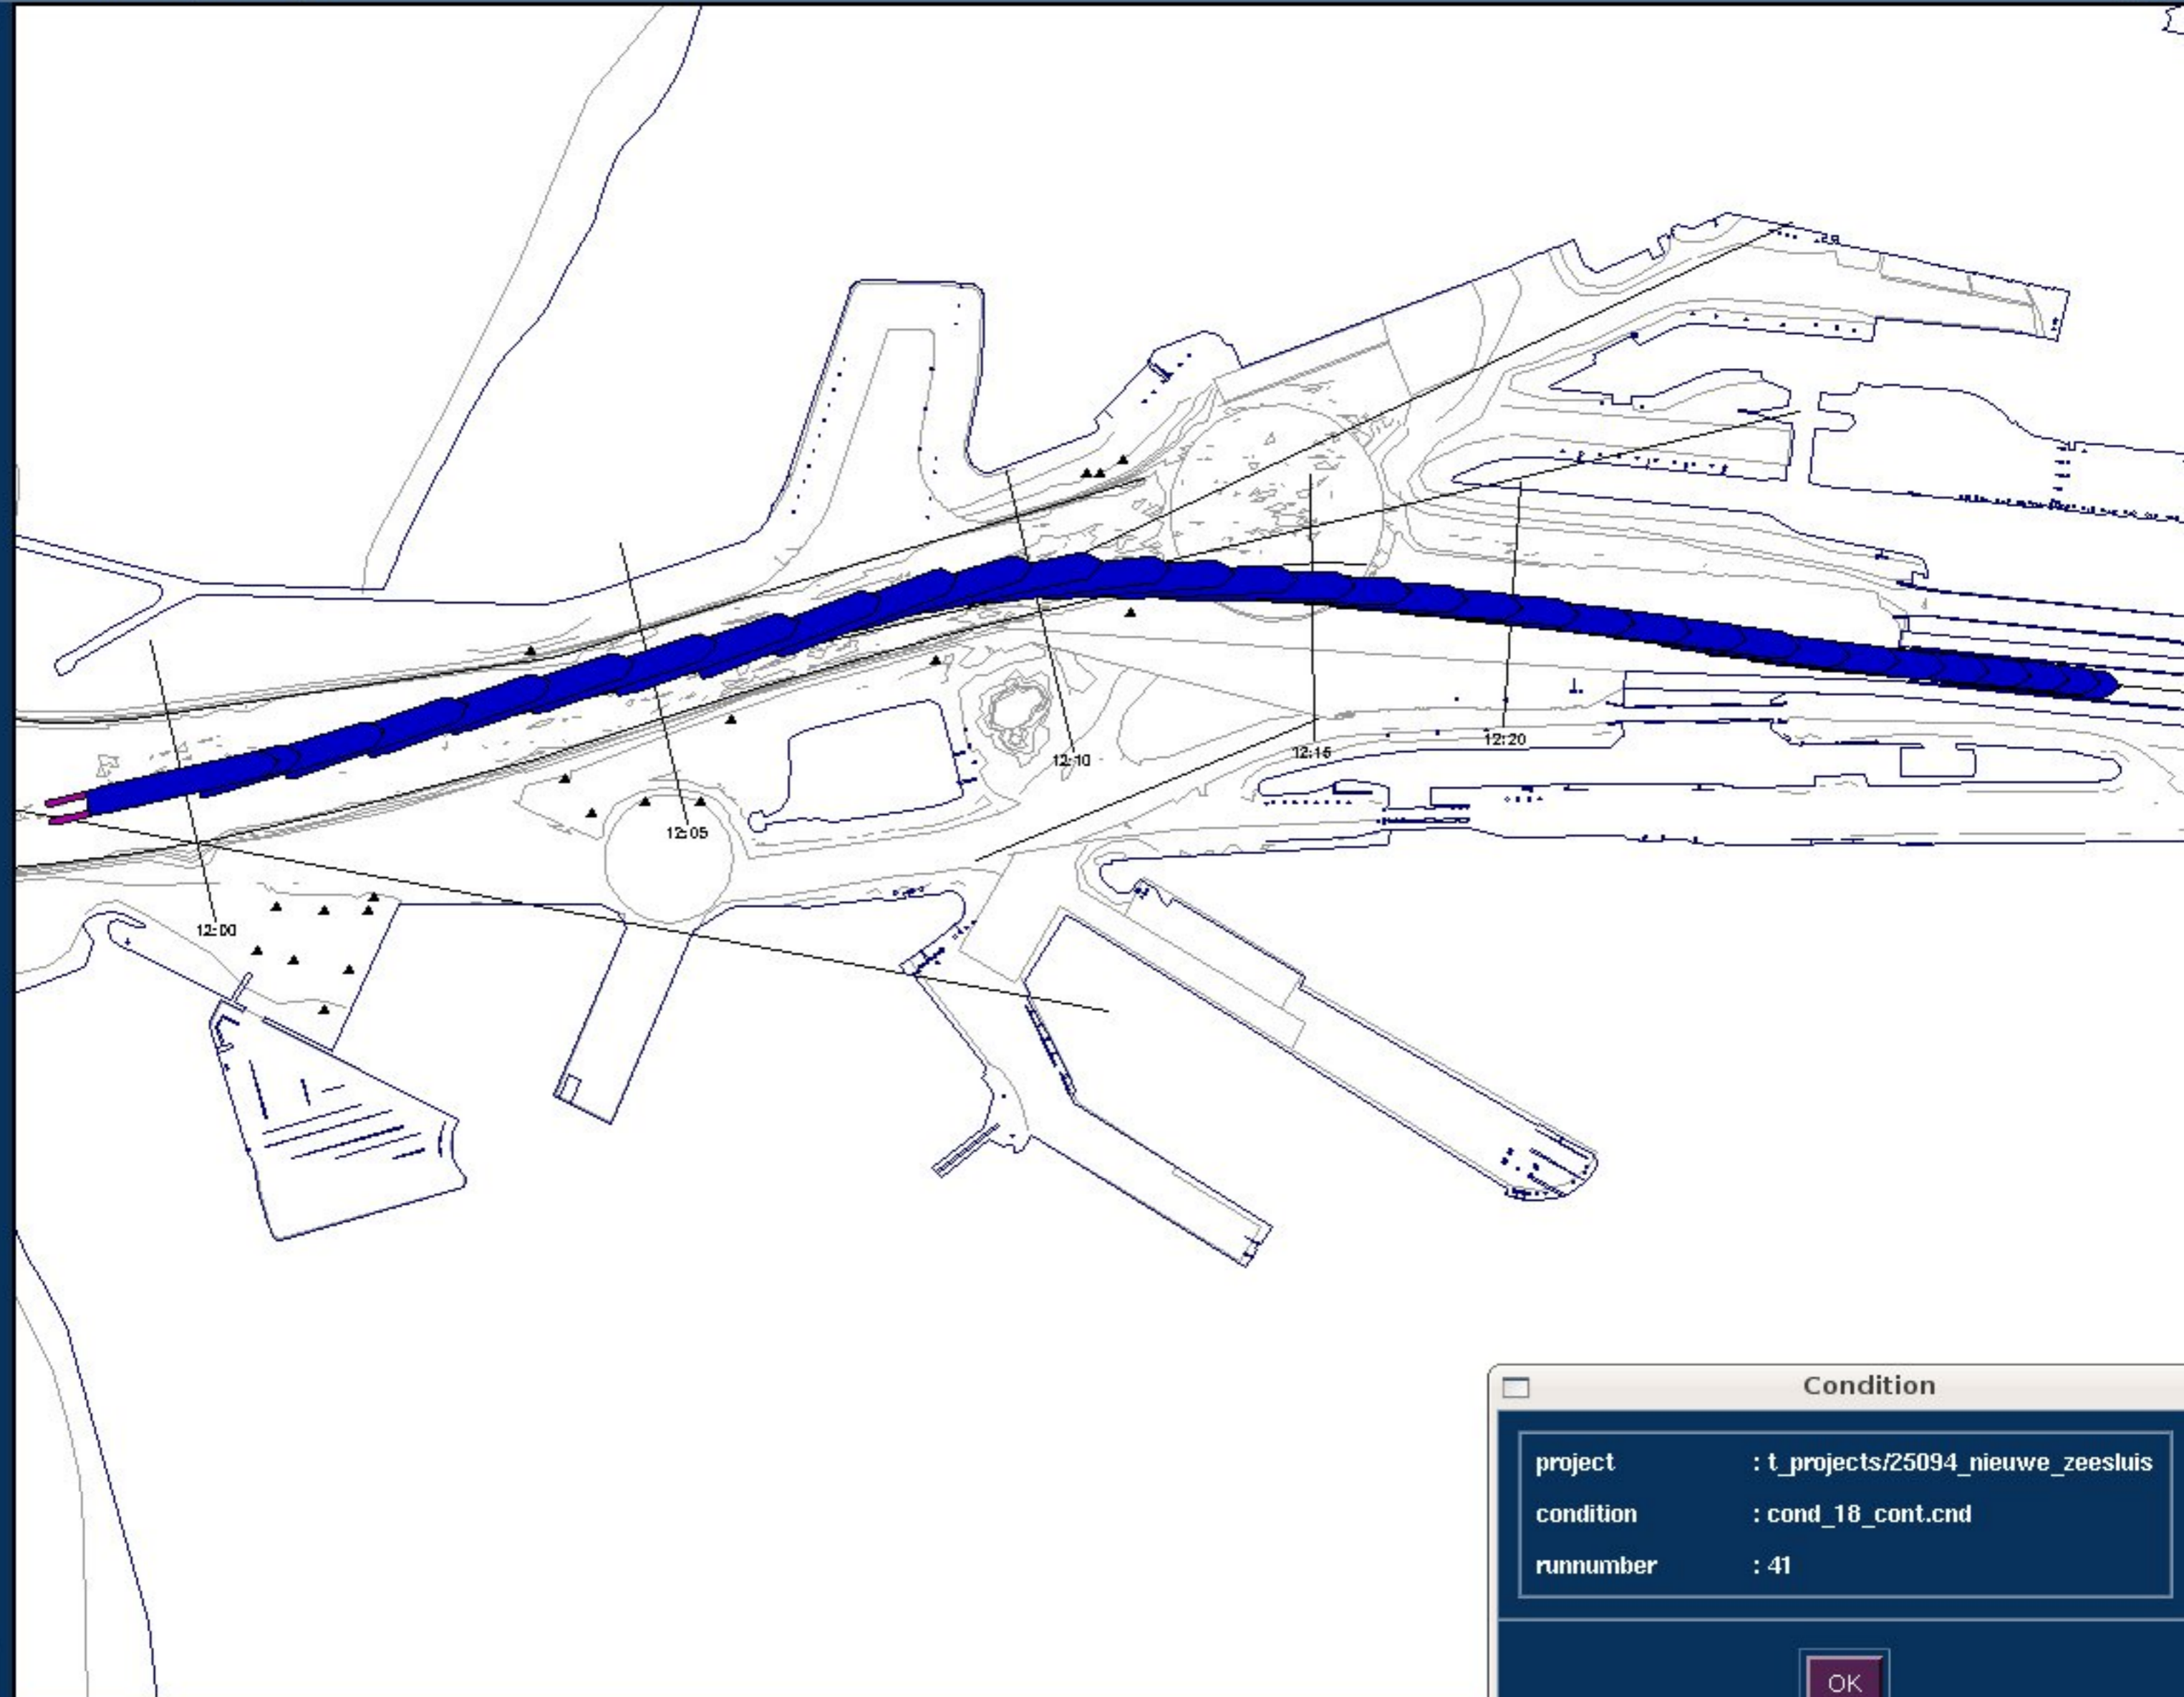 12:10
12:15
12:20
12:05
12:00
Condition
project : t_projects/25094_nieuwe_zeesluis
condition : cond_18_cont.cnd
runnumber : 41
OK